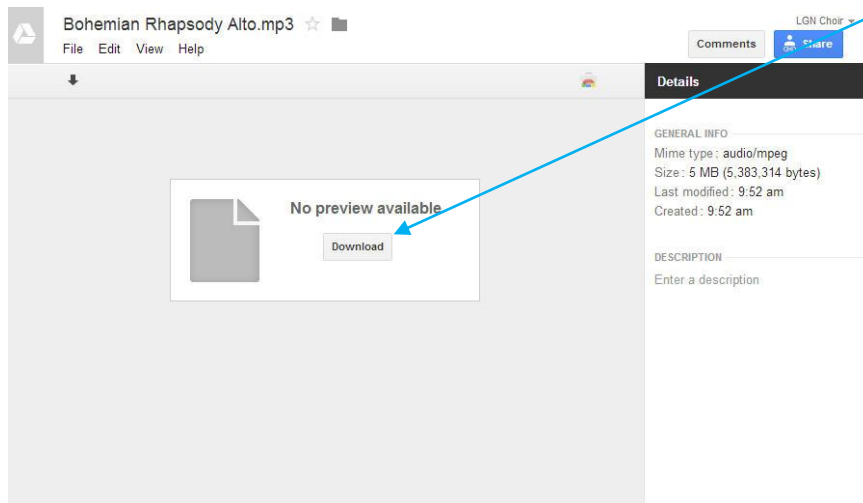 Bohemian Rhapsody Alto.mp3
LGN Choir
File Edit View Help
Comments
Share
Details
GENERAL INFO
Mime type: audio/mpeg
Size: 5 MB (5,383,314 bytes)
Last modified: 9:52 am
Created: 9:52 am
No preview available
Download
DESCRIPTION
Enter a description